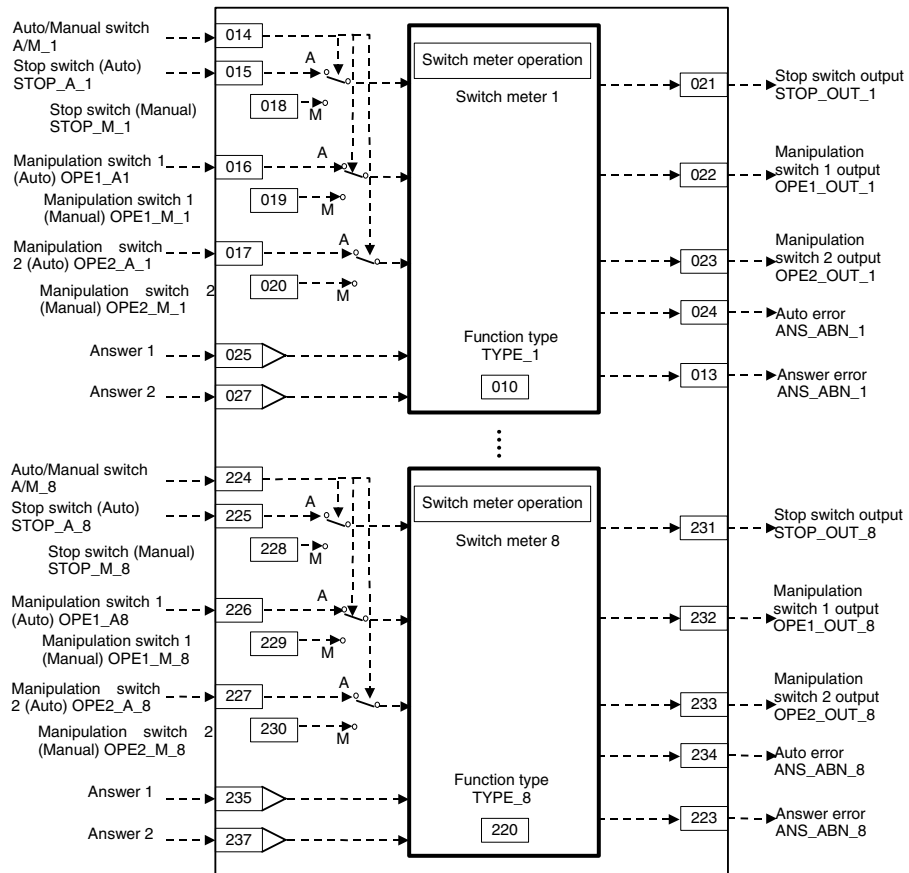 Auto/Manual switch
A/M_1
014
Stop switch (Auto)
STOP_A_1
015
A
Stop switch (Manual)
STOP_M_1
018
M
Manipulation switch 1
(Auto) OPE1_A1
016
A
Manipulation switch 1
(Manual) OPE1_M_1
019
M
Manipulation switch
2 (Auto) OPE2_A_1
017
A
Manipulation switch 2
(Manual) OPE2_M_1
020
M
Answer 1
025
Answer 2
027
Switch meter operation
Switch meter 1
Function type
TYPE_1
010
021
Stop switch output
STOP_OUT_1
022
Manipulation
switch 1 output
OPE1_OUT_1
023
Manipulation
switch 2 output
OPE2_OUT_1
024
Auto error
ANS_ABN_1
013
Answer error
ANS_ABN_1
Auto/Manual switch
A/M_8
224
Stop switch (Auto)
STOP_A_8
225
A
Stop switch (Manual)
STOP_M_8
228
M
Manipulation switch 1
(Auto) OPE1_A8
226
A
Manipulation switch 1
(Manual) OPE1_M_8
229
M
Manipulation switch
2 (Auto) OPE2_A_8
227
A
Manipulation switch 2
(Manual) OPE2_M_8
230
M
Answer 1
235
Answer 2
237
Switch meter operation
Switch meter 8
Function type
TYPE_8
220
231
Stop switch output
STOP_OUT_8
232
Manipulation
switch 1 output
OPE1_OUT_8
233
Manipulation
switch 2 output
OPE2_OUT_8
234
Auto error
ANS_ABN_8
223
Answer error
ANS_ABN_8